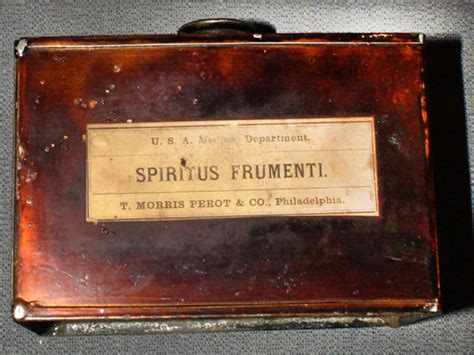 U. S. A. Department.
SPIRITUS FRUMENTI.
T. MORRIS PEROT & CO., Philadelphia.